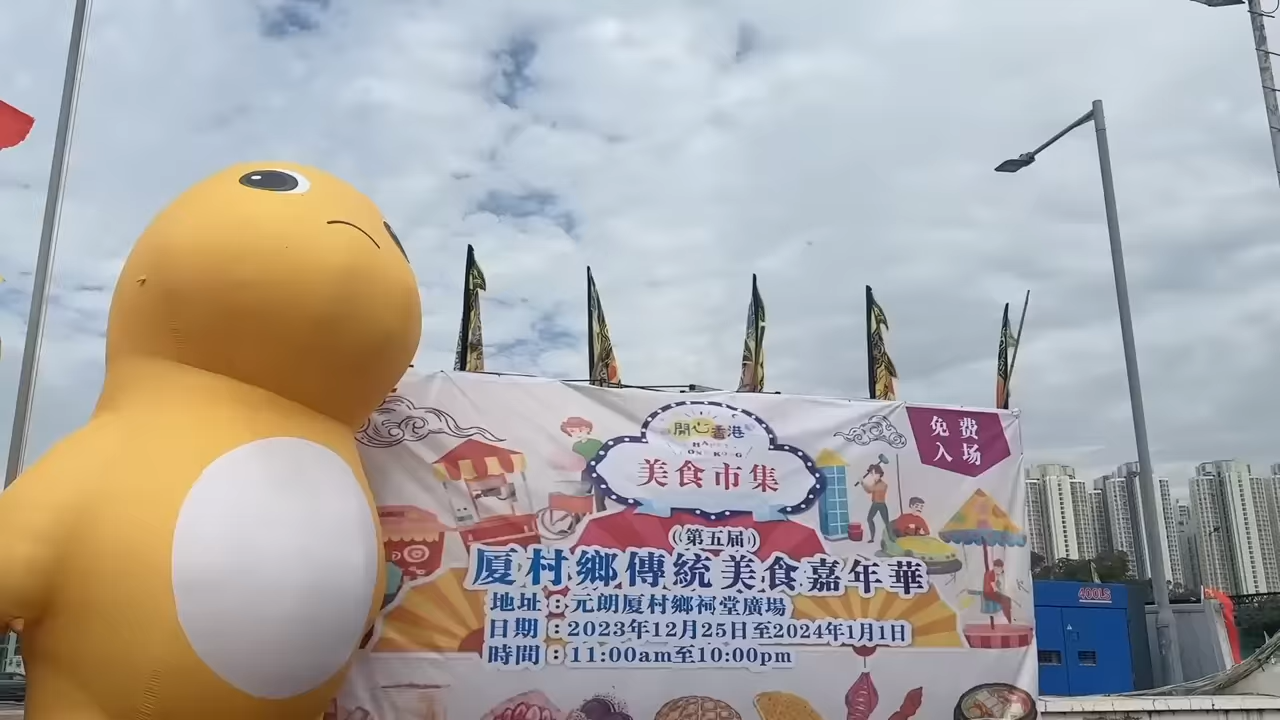 開心香港
HAPPY
HONG KONG
美食市集
免费
入场
(第五届)
厦村鄉傳統美食嘉年華
地址：元朗厦村鄉祠堂廣場
日期：2023年12月25日至2024年1月1日
時間：11:00am至10:00pm
400LS